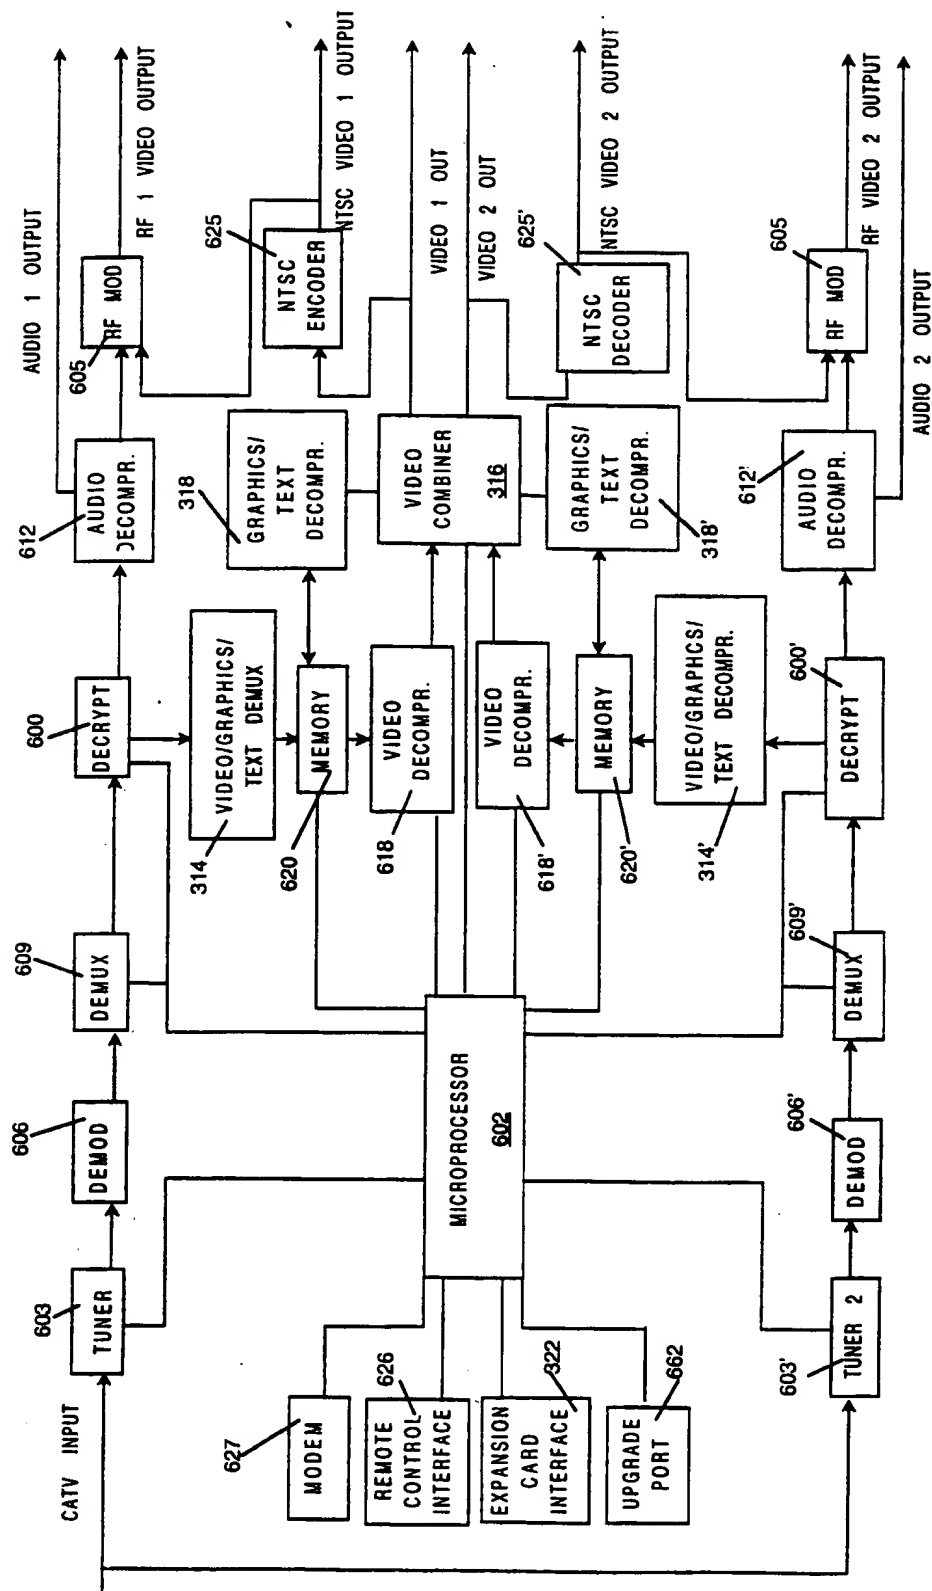 CATV INPUT
603
TUNER
606
DEMOD
609
DEMUX
600
DECRYPT
612
AUDIO
DECOMPR.
605
RF MOD
AUDIO 1 OUTPUT
RF 1 VIDEO OUTPUT
314
VIDEO/GRAPHICS/
TEXT DEMUX
318
GRAPHICS/
TEXT
DECOMPR.
625
NTSC
ENCODER
NTSC VIDEO 1 OUTPUT
627
MODEM
620
MEMORY
626
REMOTE
CONTROL
INTERFACE
618
VIDEO
DECOMPR.
VIDEO 1 OUT
MICROPROCESSOR
602
VIDEO
COMBINER
316
VIDEO 2 OUT
EXPANSION
CARD
INTERFACE
322
618'
VIDEO
DECOMPR.
625'
NTSC
DECODER
NTSC VIDEO 2 OUTPUT
UPGRADE
PORT
662
620'
MEMORY
GRAPHICS/
TEXT
DECOMPR.
318'
314'
VIDEO/GRAPHCS/
TEXT DECOMPR.
603'
TUNER 2
606'
DEMOD
609'
DEMUX
600'
DECRYPT
612'
AUDIO
DECOMPR.
605
RF MOD
RF VIDEO 2 OUTPUT
AUDIO 2 OUTPUT